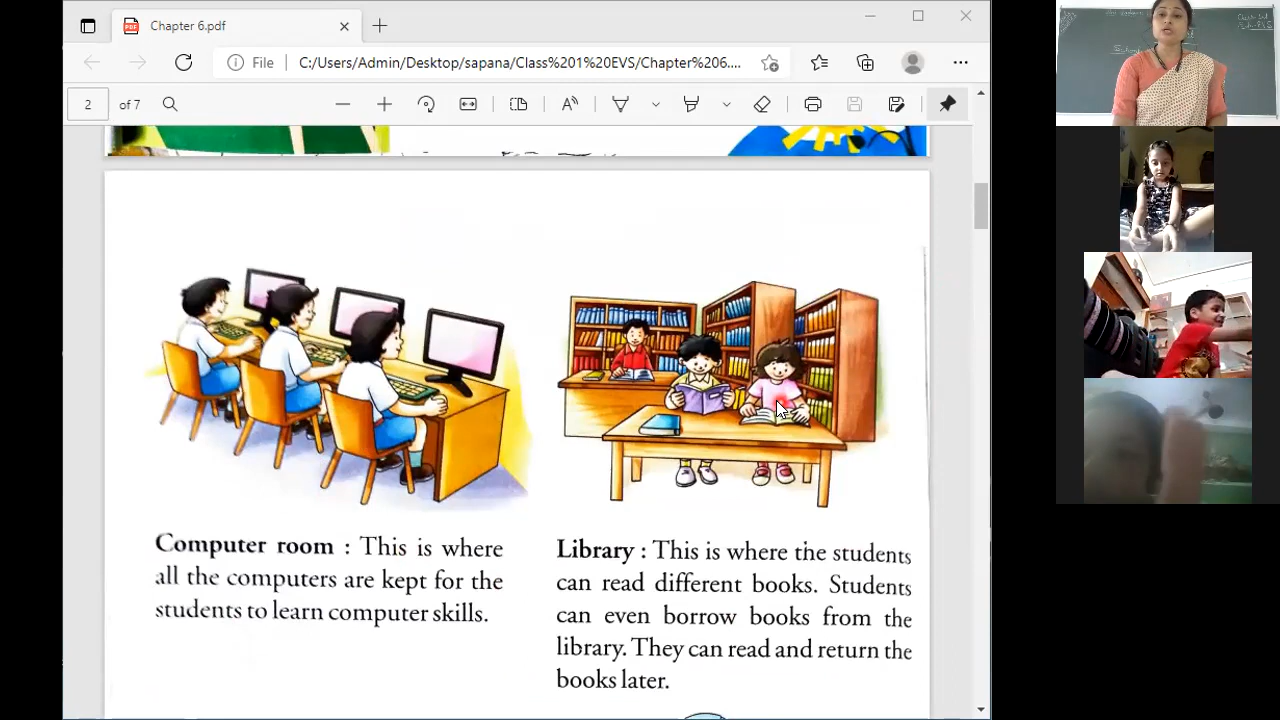 Chapter 6.pdf
File
C:/Users/Admin/Desktop/sapana/Class%201%20EVS/Chapter%206....
2 of 7
Computer room : This is where
all the computers are kept for the
students to learn computer skills.
Library : This is where the students
can read different books. Students
can even borrow books from the
library. They can read and return the
books later.